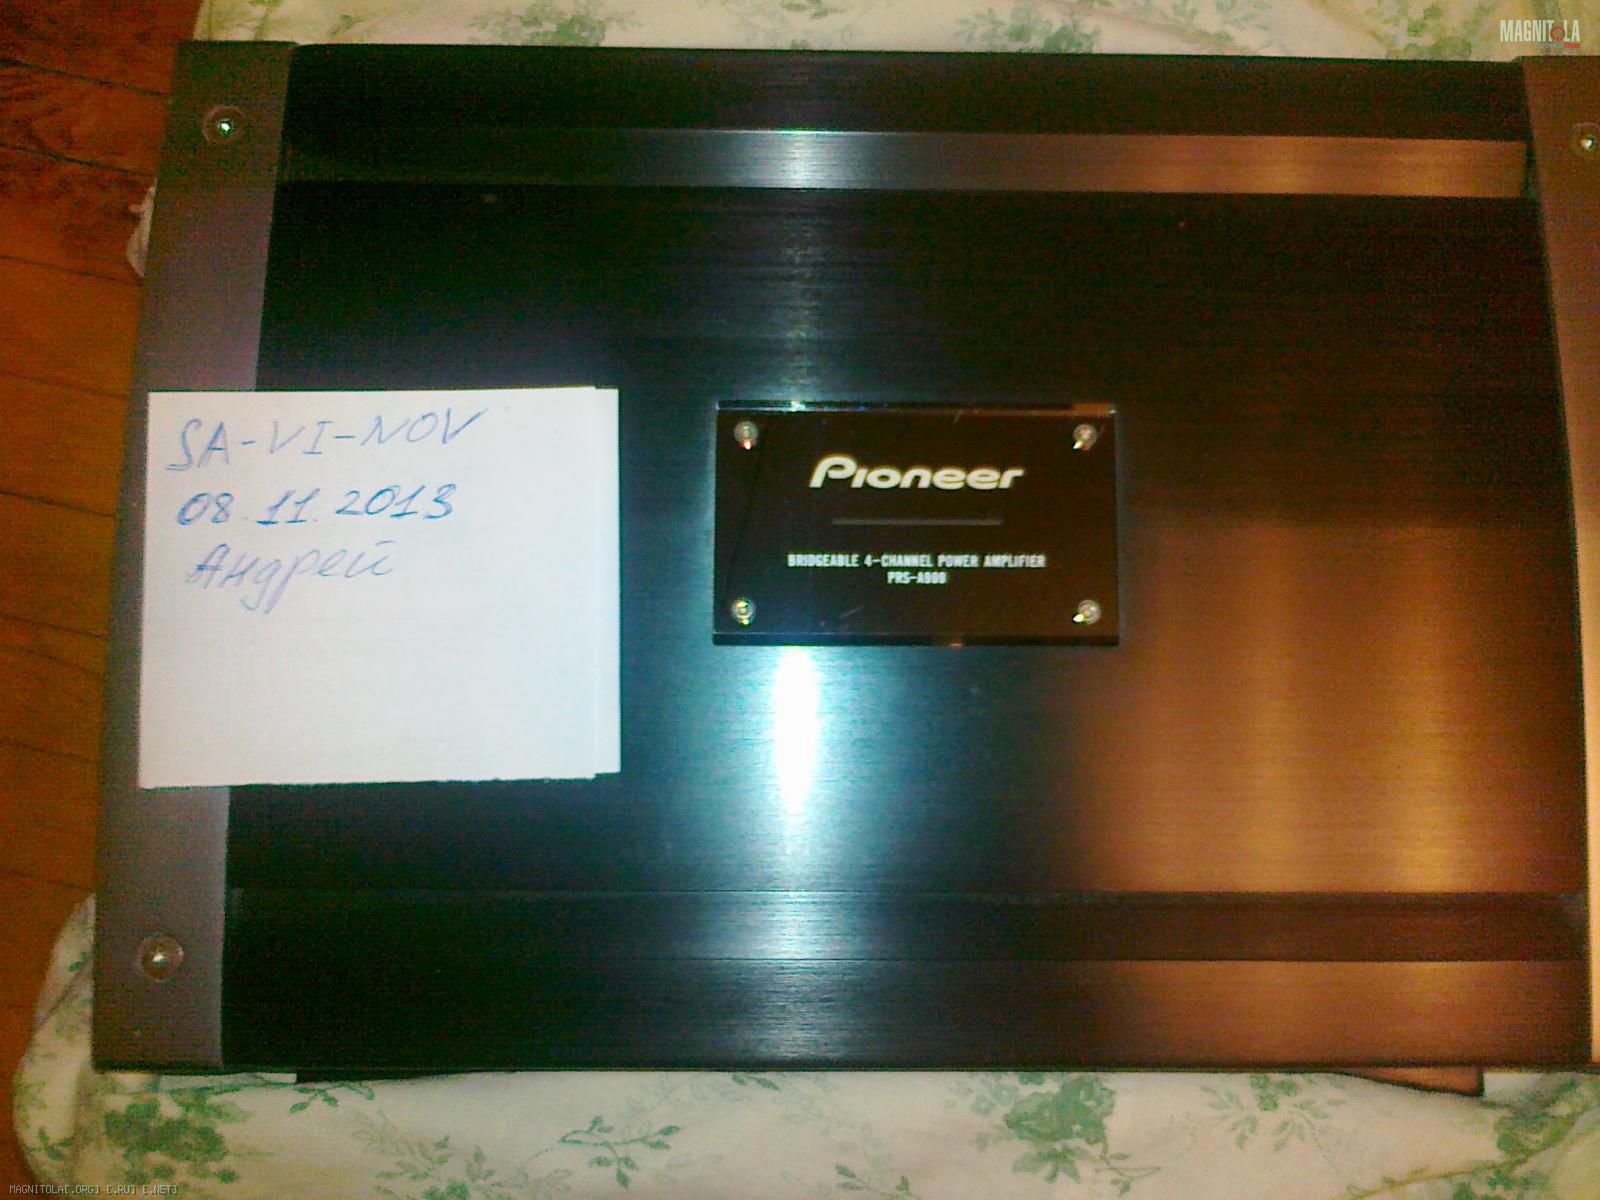 MAGNITOLA
SA-VI-NOV
08.11.2013
Андрей
Pioneer
BRIDGEABLE 4-CHANNEL POWER AMPLIFIER
PRS-A900
MAGNITOLA[.ORG] [.RU] [.NET]